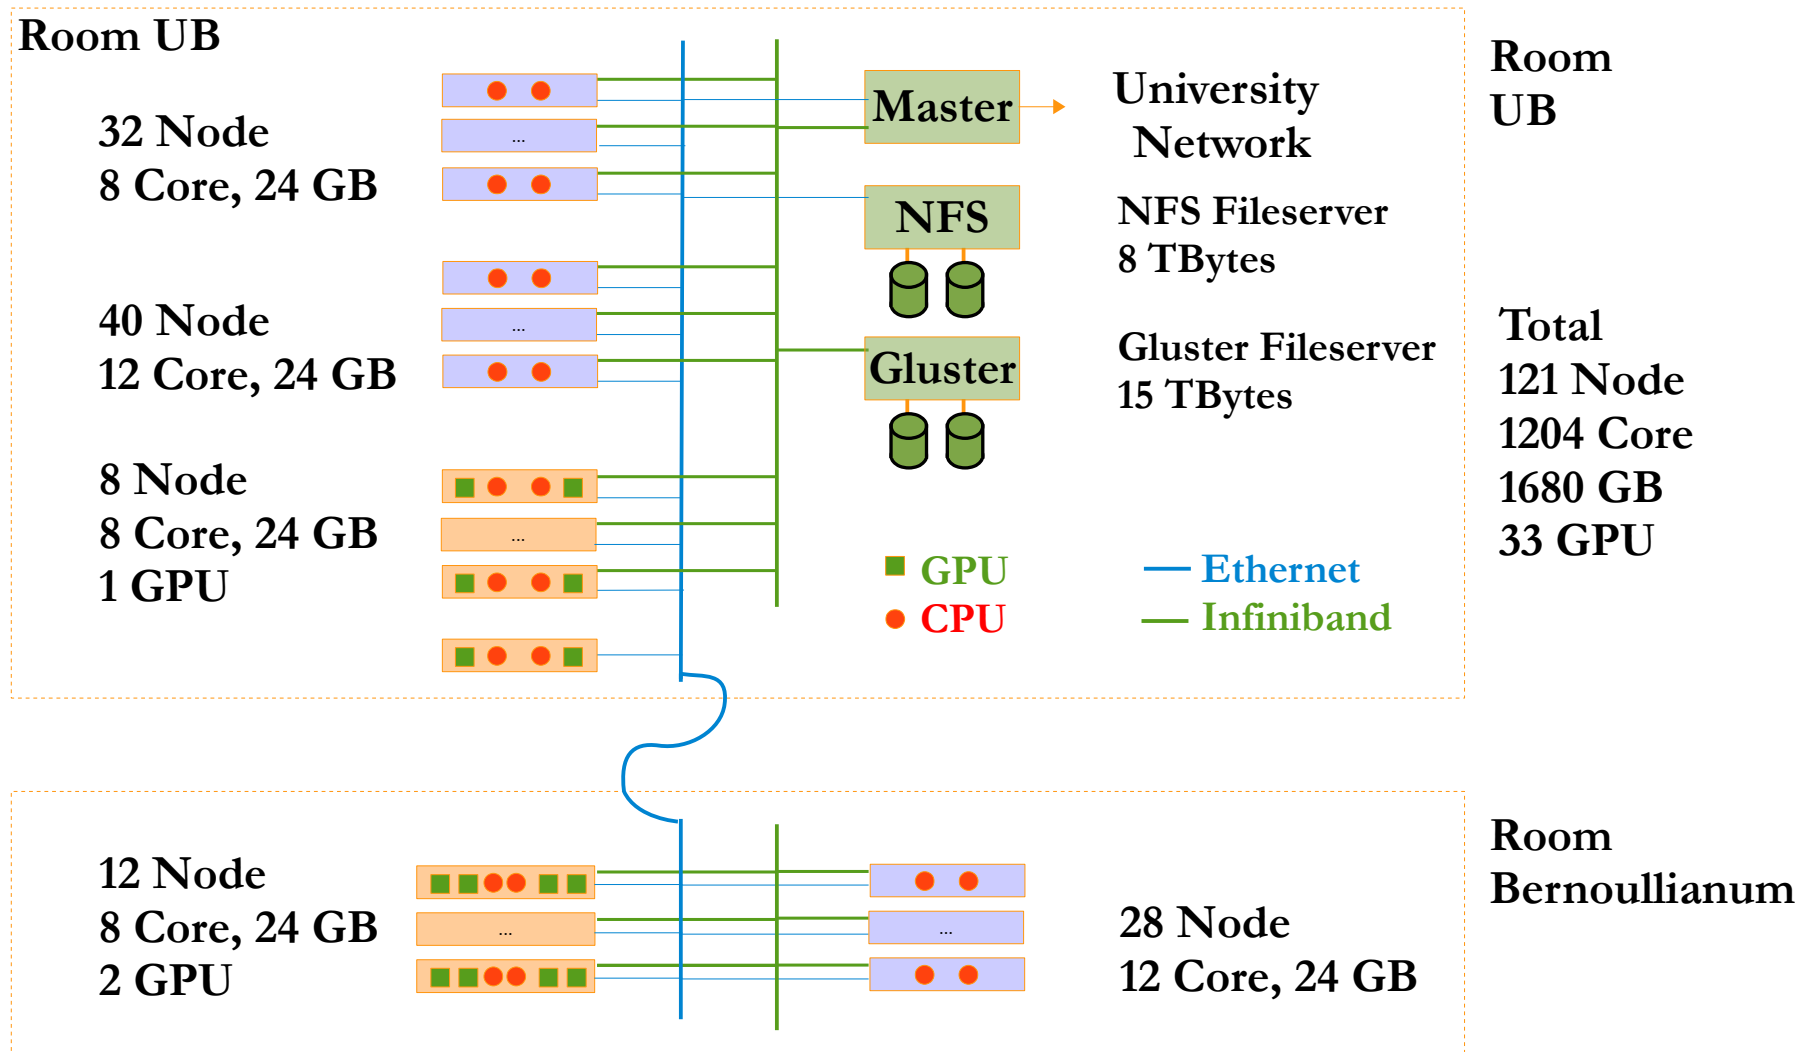 Room UB
32 Node
8 Core, 24 GB
...
40 Node
12 Core, 24 GB
...
8 Node
8 Core, 24 GB
1 GPU
...
Master
University
Network
NFS
NFS Fileserver
8 TBytes
Gluster
Gluster Fileserver
15 TBytes
GPU
CPU
Ethernet
Infiniband
Room
UB
Total
121 Node
1204 Core
1680 GB
33 GPU
12 Node
8 Core, 24 GB
2 GPU
...
...
28 Node
12 Core, 24 GB
Room
Bernoullianum